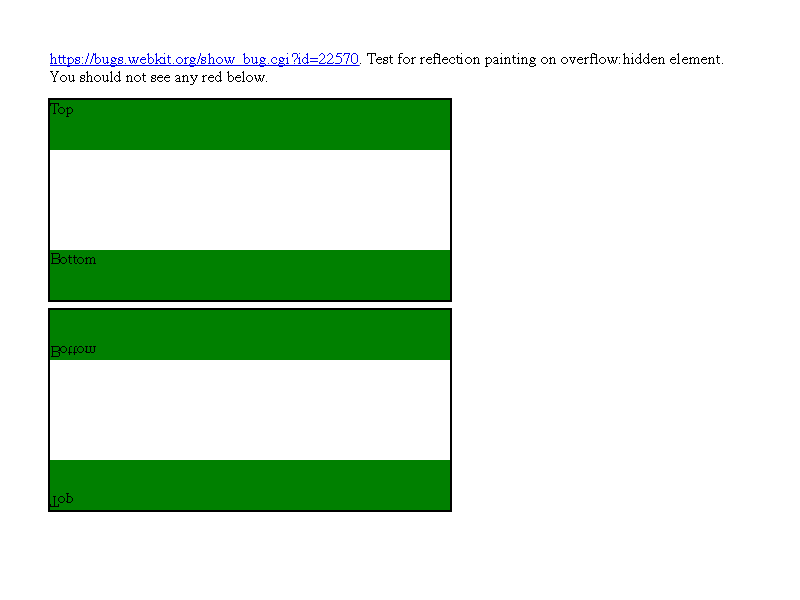 https://bugs.webkit.org/show_bug.cgi?id=22570. Test for reflection painting on overflow:hidden element.
You should not see any red below.
Top
Bottom
Bottom
Top